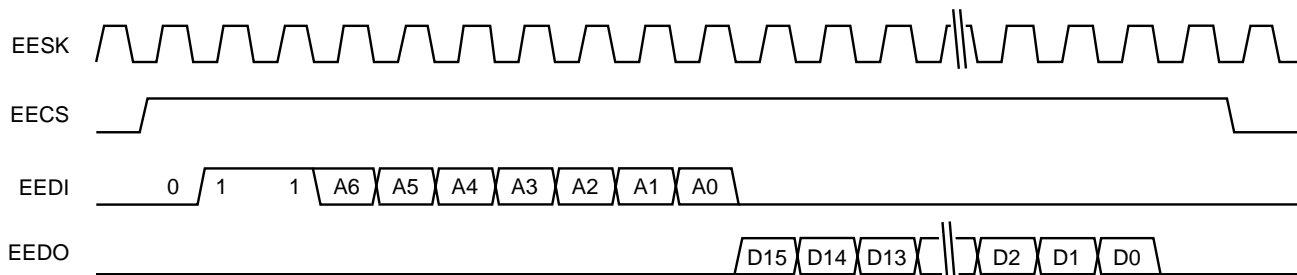 EESK
EECS
EEDI 0 1 1 A6 A5 A4 A3 A2 A1 A0
EEDO D15 D14 D13 D2 D1 D0